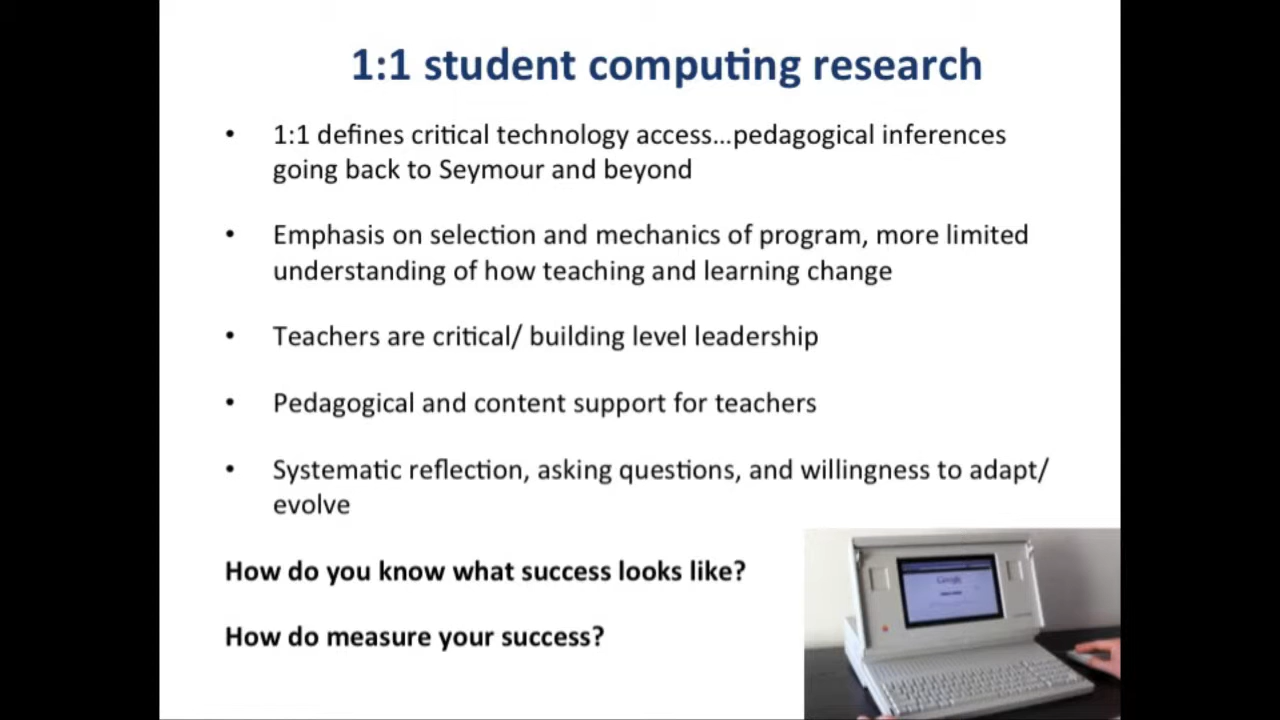 1:1 student computing research
• 1:1 defines critical technology access...pedagogical inferences
going back to Seymour and beyond
• Emphasis on selection and mechanics of program, more limited
understanding of how teaching and learning change
• Teachers are critical/ building level leadership
• Pedagogical and content support for teachers
• Systematic reflection, asking questions, and willingness to adapt/
evolve
How do you know what success looks like?
How do measure your success?
Google